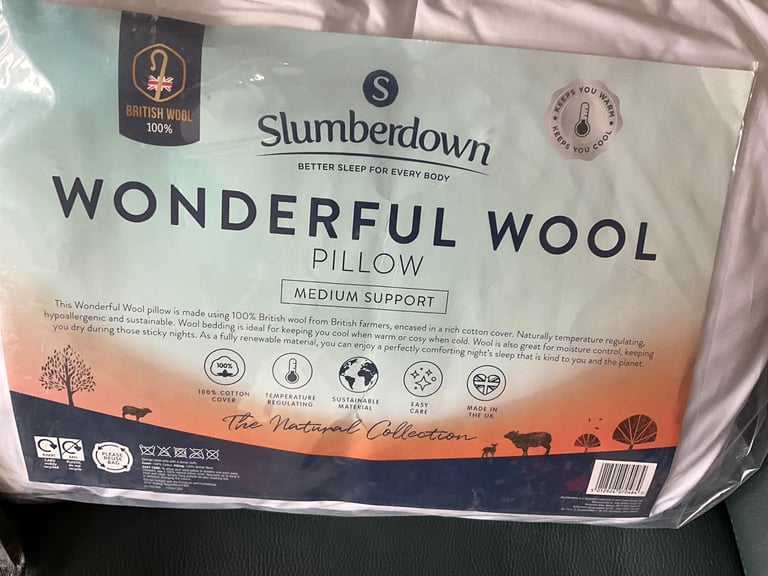 BRITISH WOOL
100%
S
Slumberdown
BETTER SLEEP FOR EVERY BODY
KEEPS YOU WARM
KEEPS YOU COOL
WONDERFUL WOOL
PILLOW
MEDIUM SUPPORT
This Wonderful Wool pillow is made using 100% British wool from British farmers, encased in a rich cotton cover. Naturally temperature regulating,
hypoallergenic and sustainable. Wool bedding is ideal for keeping you cool when warm or cosy when cold. Wool is also great for moisture control, keeping
you dry during those sticky nights. As a fully renewable material, you can enjoy a perfectly comforting night's sleep that is kind to you and the planet.
100%
100% COTTON
COVER
TEMPERATURE
REGULATING
SUSTAINABLE
MATERIAL
EASY
CARE
MADE IN
THE UK
The Natural Collection
PLEASE
REUSE
BAG